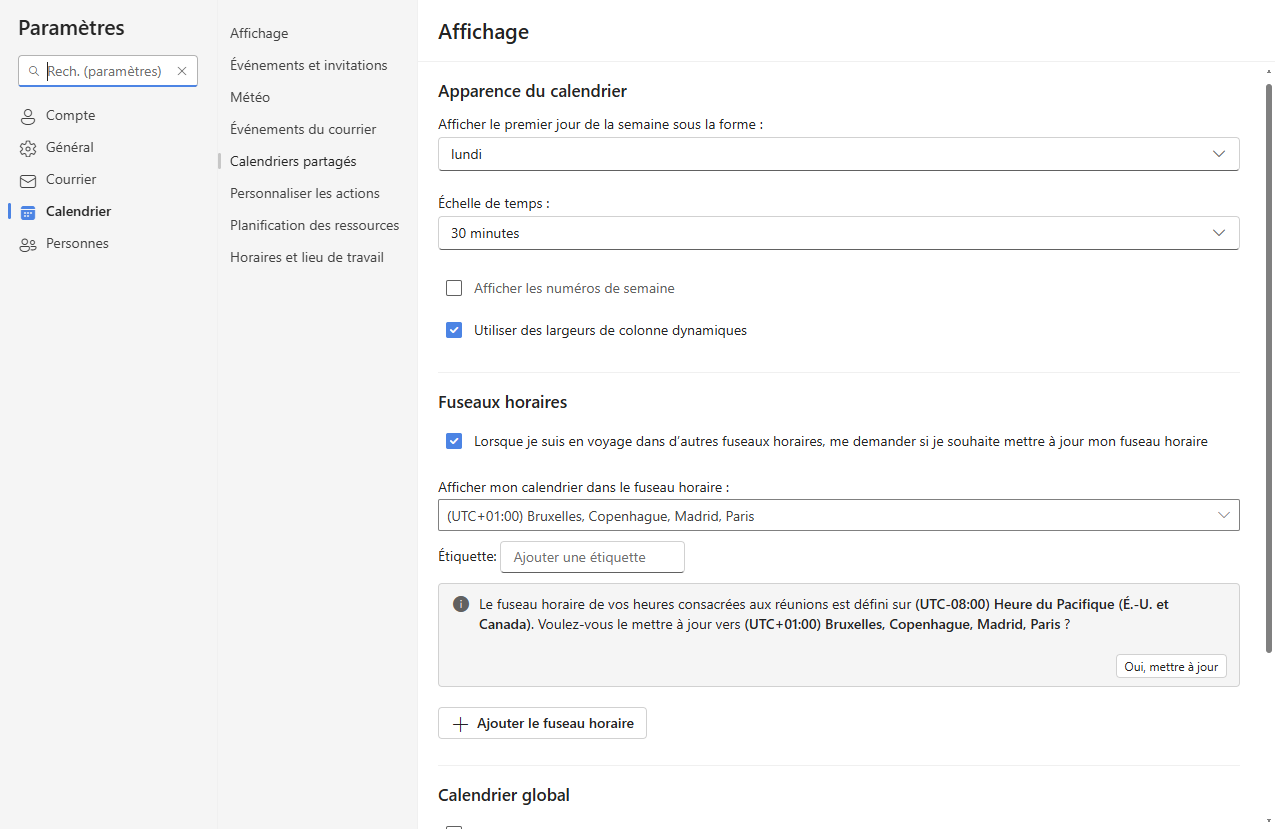 Paramètres
Rech. (paramètres)
Compte
Général
Courrier
Calendrier
Personnes
Affichage
Événements et invitations
Météo
Événements du courrier
Calendriers partagés
Personnaliser les actions
Planification des ressources
Horaires et lieu de travail
Affichage
Apparence du calendrier
Afficher le premier jour de la semaine sous la forme :
lundi
Échelle de temps :
30 minutes
Afficher les numéros de semaine
Utiliser des largeurs de colonne dynamiques
Fuseaux horaires
Lorsque je suis en voyage dans d’autres fuseaux horaires, me demander si je souhaite mettre à jour mon fuseau horaire
Afficher mon calendrier dans le fuseau horaire :
(UTC+01:00) Bruxelles, Copenhague, Madrid, Paris
Étiquette: Ajouter une étiquette
Le fuseau horaire de vos heures consacrées aux réunions est défini sur (UTC-08:00) Heure du Pacifique (É.-U. et
Canada). Voulez-vous le mettre à jour vers (UTC+01:00) Bruxelles, Copenhague, Madrid, Paris ?
Oui, mettre à jour
Ajouter le fuseau horaire
Calendrier global